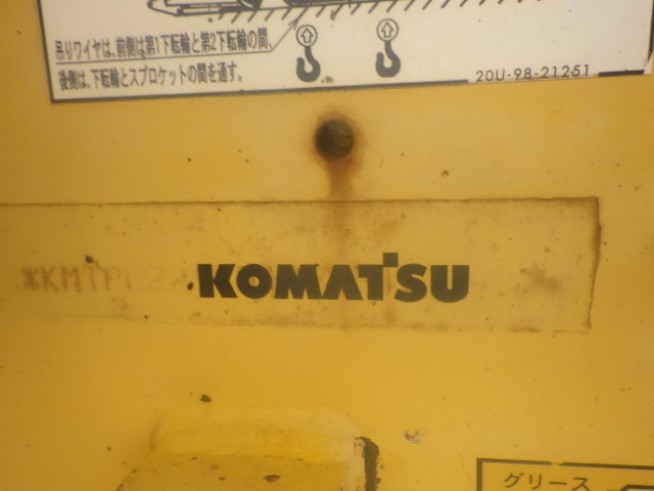 吊りワイヤは、前側は第1下転輪と第2下転輪の間、
後側は、下転輪とスプロケットの間を通す。
20U-98-21251
KOMATSU
グリース